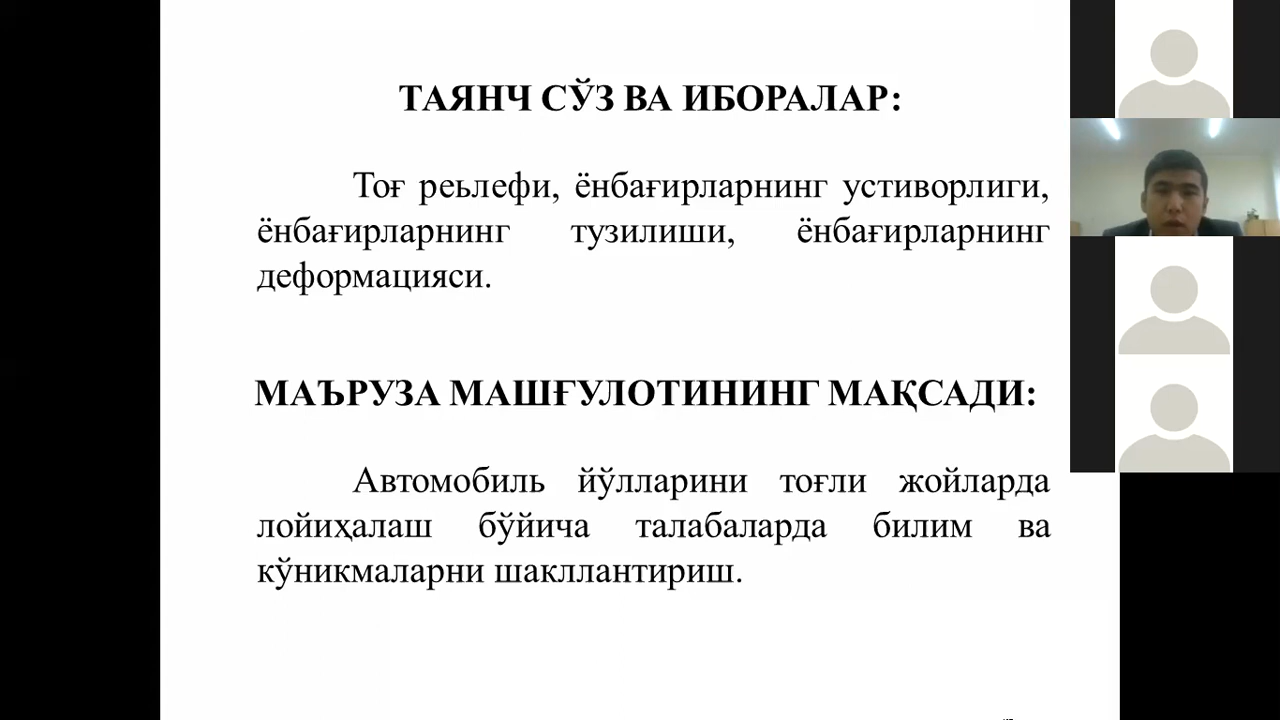 ТАЯНЧ СЎЗ ВА ИБОРАЛАР:
Тоғ реьлефи, ёнбағирларнинг устиворлиги,
ёнбағирларнинг тузилиши, ёнбағирларнинг
деформацияси.
МАЪРУЗА МАШҒУЛОТИНИНГ МАҚСАДИ:
Автомобиль йўлларини тоғли жойларда
лойиҳалаш бўйича талабаларда билим ва
кўникмаларни шакллантириш.